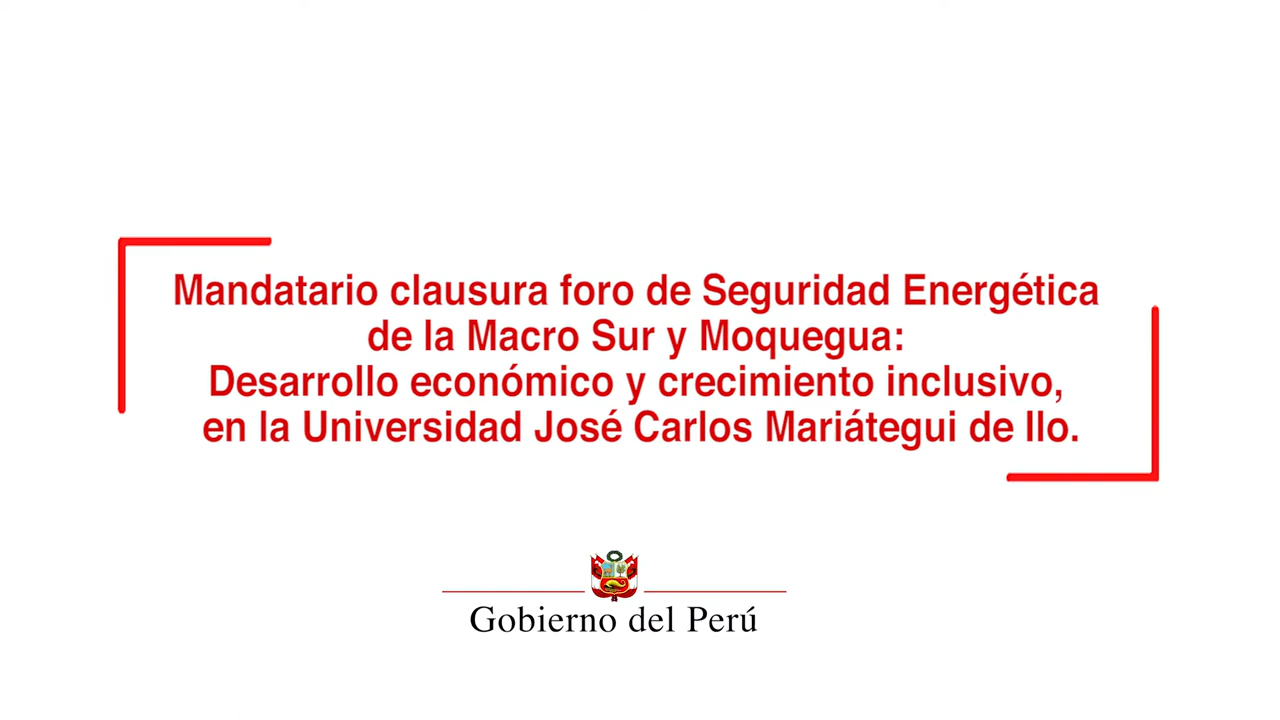 Mandatario clausura foro de Seguridad Energética
de la Macro Sur y Moquegua:
Desarrollo económico y crecimiento inclusivo,
en la Universidad José Carlos Mariátegui de Ilo.
Gobierno del Perú